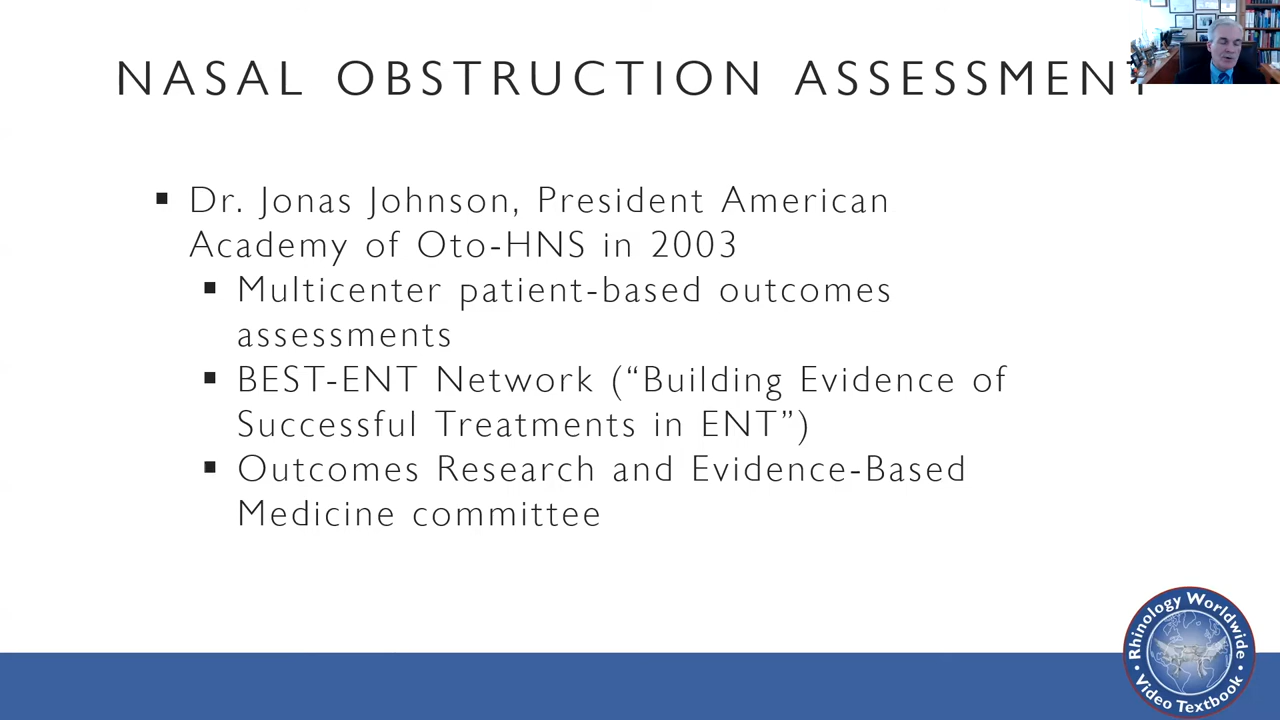 NASAL OBSTRUCTION ASSESSMENT
▪ Dr. Jonas Johnson, President American
Academy of Oto-HNS in 2003
▪ Multicenter patient-based outcomes
assessments
▪ BEST-ENT Network (“Building Evidence of
Successful Treatments in ENT”)
▪ Outcomes Research and Evidence-Based
Medicine committee
Rhinology Worldwide
• Video Textbook •